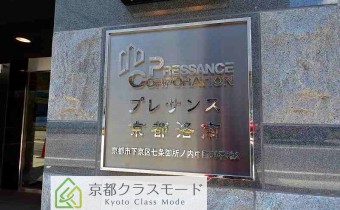 PRESSANCE
CORPORATION
プレサンス
京都洛南
京都市下京区七条御所ノ内
京都クラスモード
Kyoto Class Mode